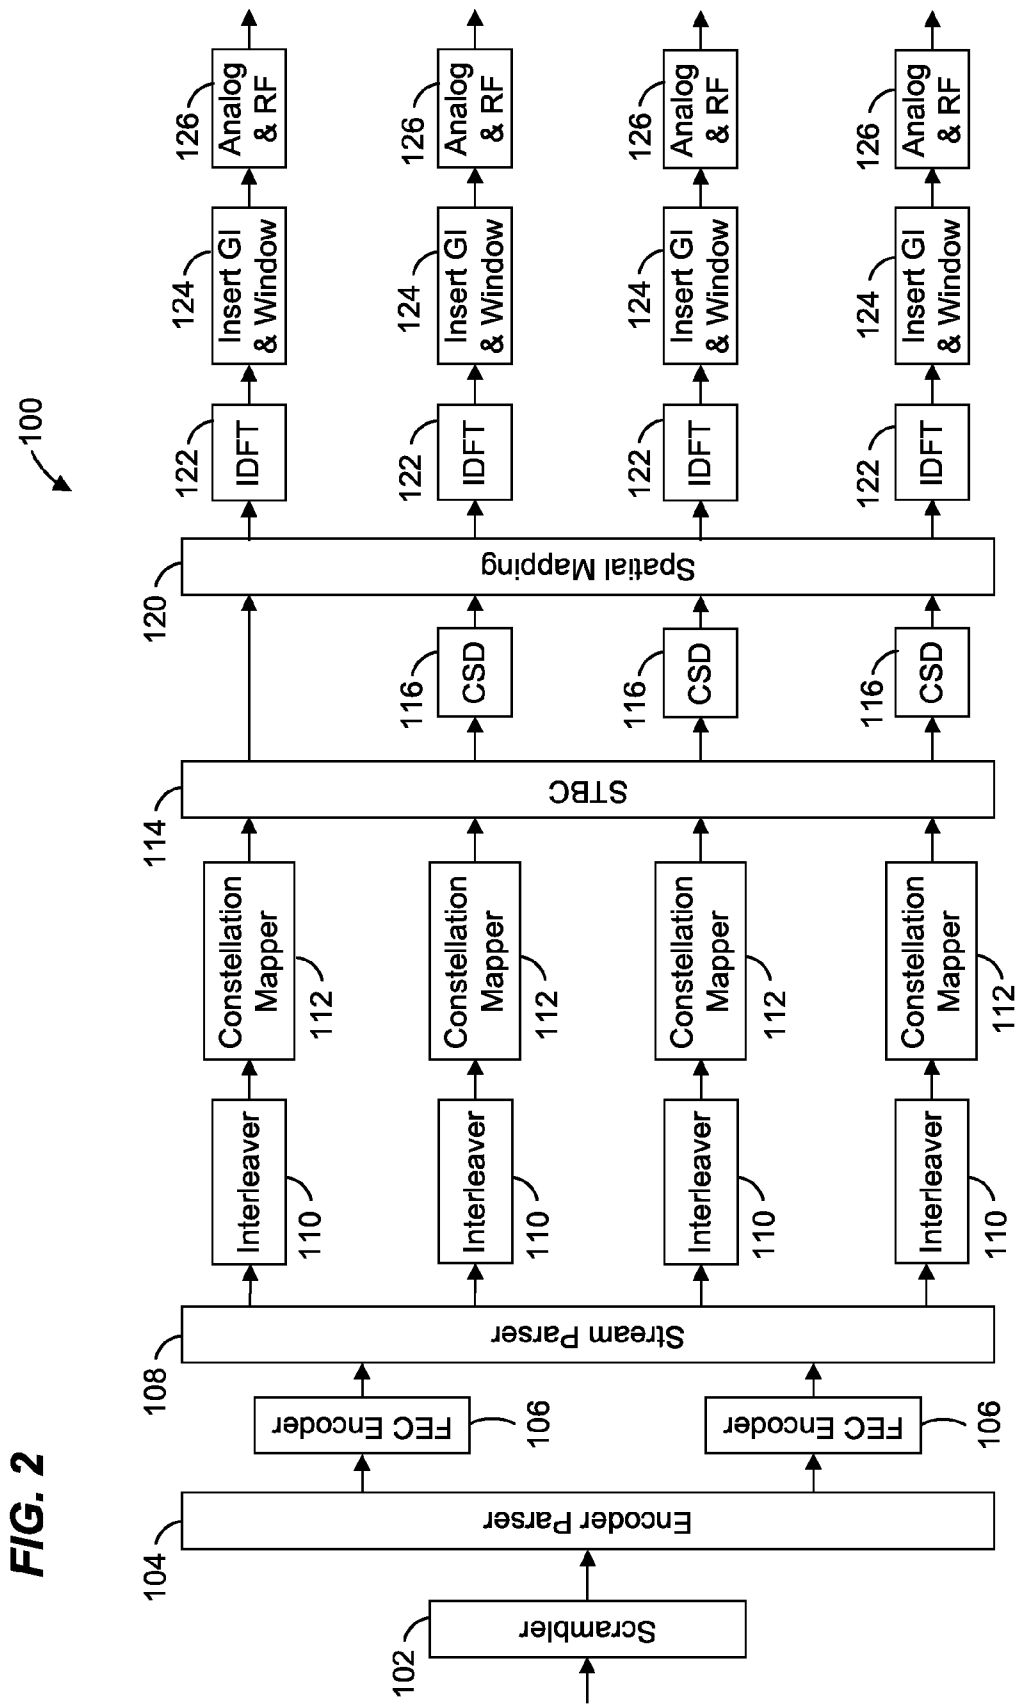 FIG. 2
100
102
Scrambler
104
Encoder Parser
FEC Encoder
106
FEC Encoder
106
108
Stream Parser
Interleaver
110
Interleaver
110
Interleaver
110
Interleaver
110
Constellation
Mapper
112
Constellation
Mapper
112
Constellation
Mapper
112
Constellation
Mapper
112
114
STBC
116
CSD
116
CSD
116
CSD
120
Spatial Mapping
122
IDFT
122
IDFT
122
IDFT
122
IDFT
124
Insert GI
& Window
124
Insert GI
& Window
124
Insert GI
& Window
124
Insert GI
& Window
126
Analog
& RF
126
Analog
& RF
126
Analog
& RF
126
Analog
& RF